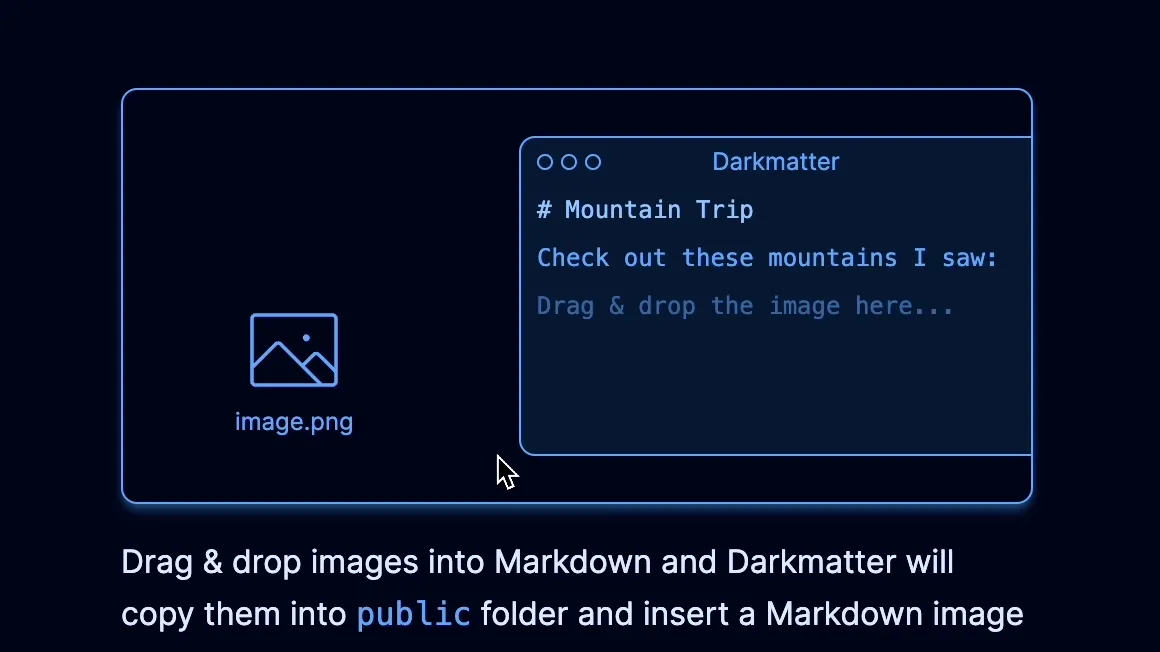 Darkmatter
# Mountain Trip
Check out these mountains I saw:
Drag & drop the image here...
image.png
Drag & drop images into Markdown and Darkmatter will
copy them into public folder and insert a Markdown image